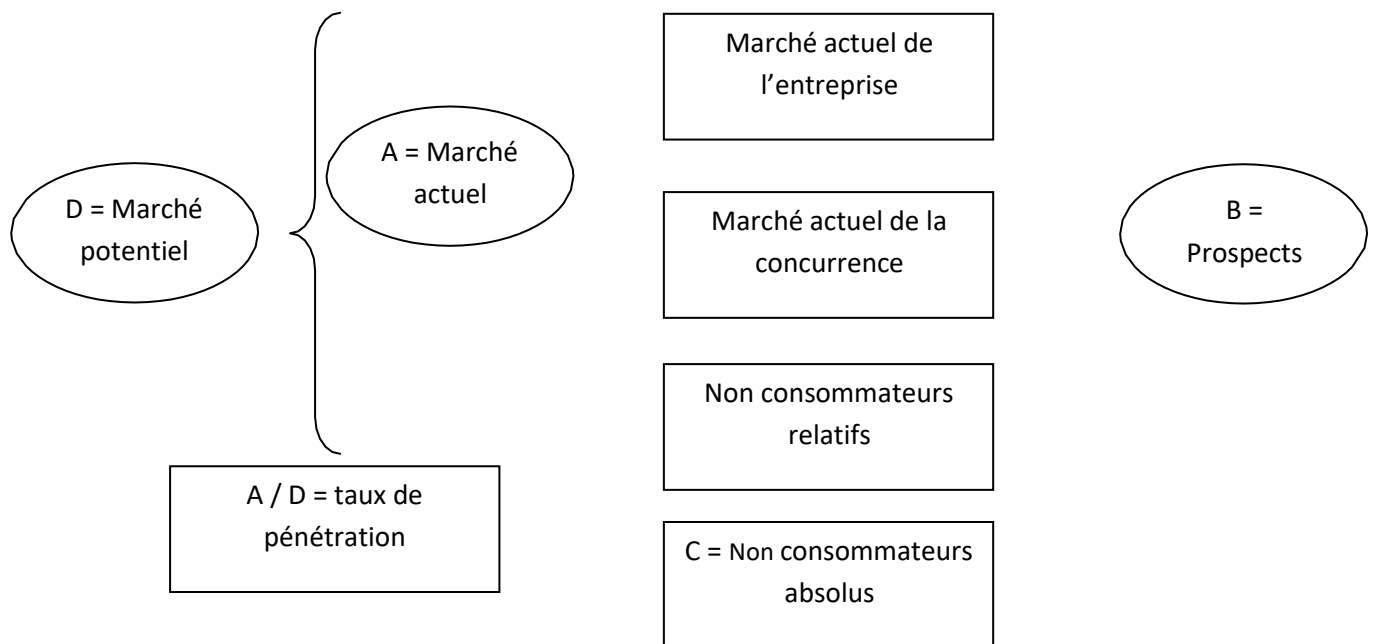 D = Marché
potentiel
A = Marché
actuel
Marché actuel de
l’entreprise
Marché actuel de la
concurrence
Non consommateurs
relatifs
C = Non consommateurs
absolus
B =
Prospects
A / D = taux de
pénétration